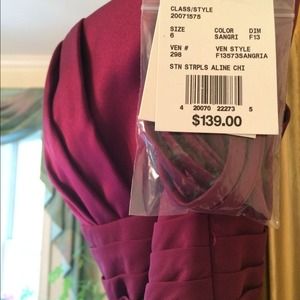 CLASS/STYLE
20071575
SIZE COLOR DIM
6 SANGRI F13
VEN # VEN STYLE
298 F13573SANGRIA
STN STRPLS ALINE CHI
4 20070 22273 5
$139.00